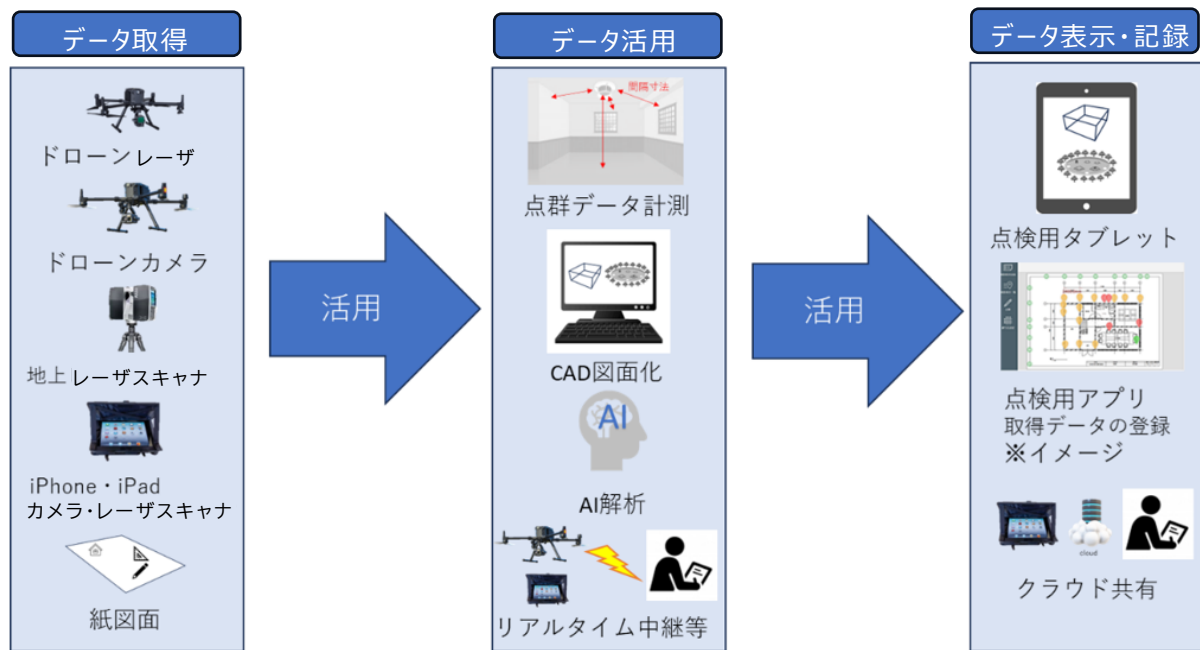 データ取得
ドローンレーザ
ドローンカメラ
地上レーザスキャナ
iPhone・iPad
カメラ・レーザスキャナ
紙図面
活用
データ活用
間隔寸法
点群データ計測
CAD図面化
AI
AI解析
リアルタイム中継等
活用
データ表示・記録
点検用タブレット
点検用アプリ
取得データの登録
※イメージ
cloud
クラウド共有